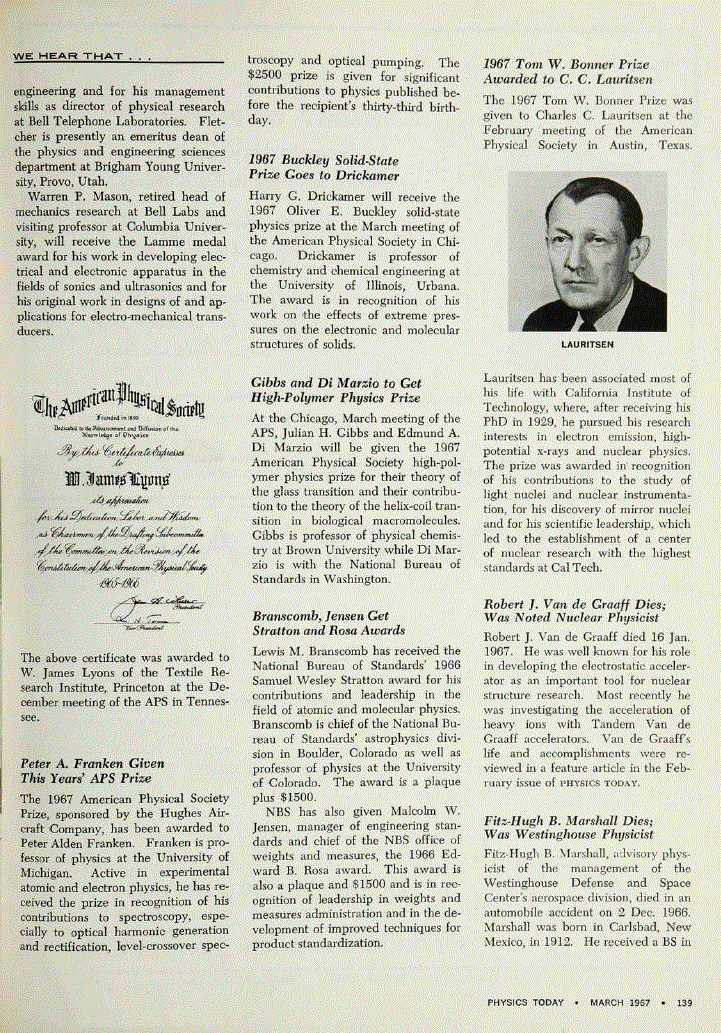 WE HEAR THAT . . .
engineering and for his management
skills as director of physical research
at Bell Telephone Laboratories. Flet-
cher is presently an emeritus dean of
the physics and engineering sciences
department at Brigham Young Univer-
sity, Provo, Utah.
Warren P. Mason, retired head of
mechanics research at Bell Labs and
visiting professor at Columbia Univer-
sity, will receive the Lamme medal
award for his work in developing elec-
trical and electronic apparatus in the
fields of sonics and ultrasonics and for
his original work in designs of and ap-
plications for electro-mechanical trans-
ducers.
The American Physical Society
Founded in 1899
Dedicated to the Advancement and Diffusion of the
Knowledge of Physics
By this Certificate Expresses
to
W. James Lyons
its appreciation
for his Dedication, Labor, and Wisdom
as Chairman of the Drafting Subcommittee
of the Committee on the Revision of the
Constitution of the American Physical Society
1965-1966
President
Vice President
The above certificate was awarded to
W. James Lyons of the Textile Re-
search Institute, Princeton at the De-
cember meeting of the APS in Tennes-
see.
Peter A. Franken Given
This Years' APS Prize
The 1967 American Physical Society
Prize, sponsored by the Hughes Air-
craft Company, has been awarded to
Peter Alden Franken. Franken is pro-
fessor of physics at the University of
Michigan. Active in experimental
atomic and electron physics, he has re-
ceived the prize in recognition of his
contributions to spectroscopy, espe-
cially to optical harmonic generation
and rectification, level-crossover spec-
troscopy and optical pumping. The
$2500 prize is given for significant
contributions to physics published be-
fore the recipient's thirty-third birth-
day.
1967 Buckley Solid-State
Prize Goes to Drickamer
Harry G. Drickamer will receive the
1967 Oliver E. Buckley solid-state
physics prize at the March meeting of
the American Physical Society in Chi-
cago. Drickamer is professor of
chemistry and chemical engineering at
the University of Illinois, Urbana.
The award is in recognition of his
work on the effects of extreme pres-
sures on the electronic and molecular
structures of solids.
Gibbs and Di Marzio to Get
High-Polymer Physics Prize
At the Chicago, March meeting of the
APS, Julian H. Gibbs and Edmund A.
Di Marzio will be given the 1967
American Physical Society high-pol-
ymer physics prize for their theory of
the glass transition and their contribu-
tion to the theory of the helix-coil tran-
sition in biological macromolecules.
Gibbs is professor of physical chemis-
try at Brown University while Di Mar-
zio is with the National Bureau of
Standards in Washington.
Branscomb, Jensen Get
Stratton and Rosa Awards
Lewis M. Branscomb has received the
National Bureau of Standards' 1966
Samuel Wesley Stratton award for his
contributions and leadership in the
field of atomic and molecular physics.
Branscomb is chief of the National Bu-
reau of Standards' astrophysics divi-
sion in Boulder, Colorado as well as
professor of physics at the University
of Colorado. The award is a plaque
plus $1500.
NBS has also given Malcolm W.
Jensen, manager of engineering stan-
dards and chief of the NBS office of
weights and measures, the 1966 Ed-
ward B. Rosa award. This award is
also a plaque and $1500 and is in rec-
ognition of leadership in weights and
measures administration and in the de-
velopment of improved techniques for
product standardization.
1967 Tom W. Bonner Prize
Awarded to C. C. Lauritsen
The 1967 Tom W. Bonner Prize was
given to Charles C. Lauritsen at the
February meeting of the American
Physical Society in Austin, Texas.
LAURITSEN
Lauritsen has been associated most of
his life with California Institute of
Technology, where, after receiving his
PhD in 1929, he pursued his research
interests in electron emission, high-
potential x-rays and nuclear physics.
The prize was awarded in recognition
of his contributions to the study of
light nuclei and nuclear instrumenta-
tion, for his discovery of mirror nuclei
and for his scientific leadership, which
led to the establishment of a center
of nuclear research with the highest
standards at Cal Tech.
Robert J. Van de Graaff Dies;
Was Noted Nuclear Physicist
Robert J. Van de Graaff died 16 Jan.
1967. He was well known for his role
in developing the electrostatic acceler-
ator as an important tool for nuclear
structure research. Most recently he
was investigating the acceleration of
heavy ions with Tandem Van de
Graaff accelerators. Van de Graaff's
life and accomplishments were re-
viewed in a feature article in the Feb-
ruary issue of PHYSICS TODAY.
Fitz-Hugh B. Marshall Dies;
Was Westinghouse Physicist
Fitz-Hugh B. Marshall, advisory phys-
icist of the management of the
Westinghouse Defense and Space
Center's aerospace division, died in an
automobile accident on 2 Dec. 1966.
Marshall was born in Carlsbad, New
Mexico, in 1912. He received a BS in
PHYSICS TODAY • MARCH 1967 • 139